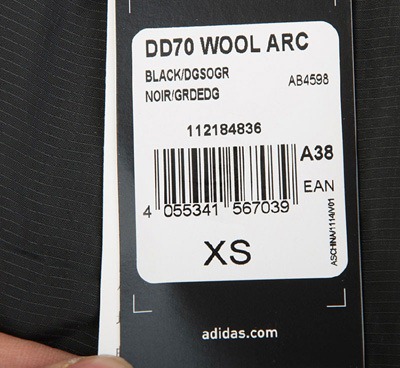 DD70 WOOL ARC
BLACK/DGSOGR
NOIR/GRDEDG
AB4598
112184836
A38
EAN
4 055341 567039
XS
ASCHINA/1114/V01
adidas.com